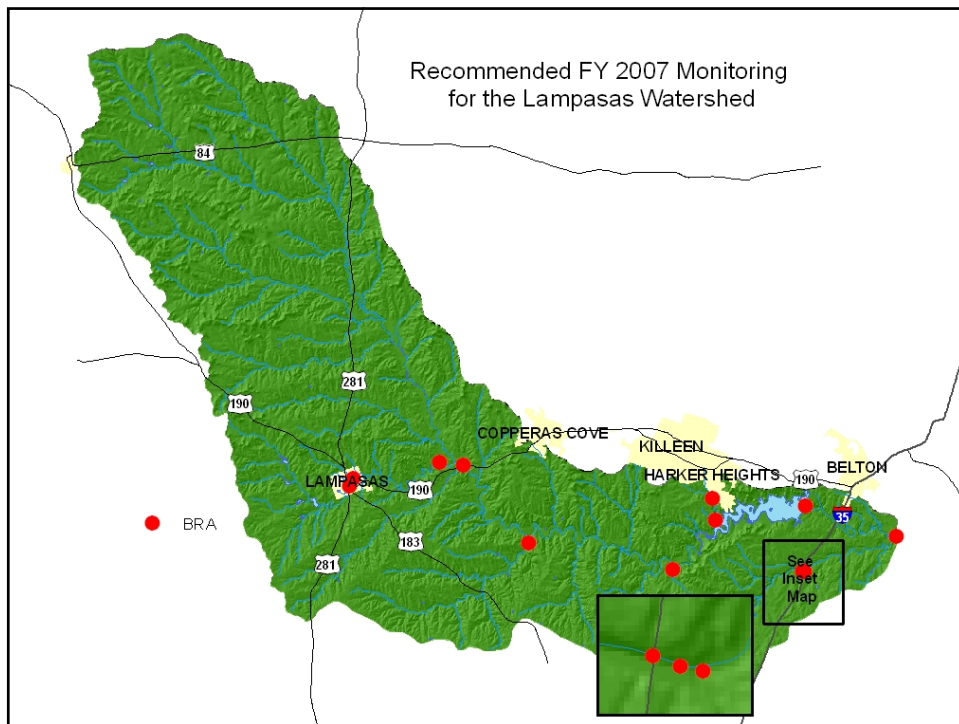 Recommended FY 2007 Monitoring
for the Lampasas Watershed
84
281
190
COPPERAS COVE
KILLEEN
HARKER HEIGHTS
190
BELTON
LAMPASAS
190
35
BRA
183
281
See
Inset
Map